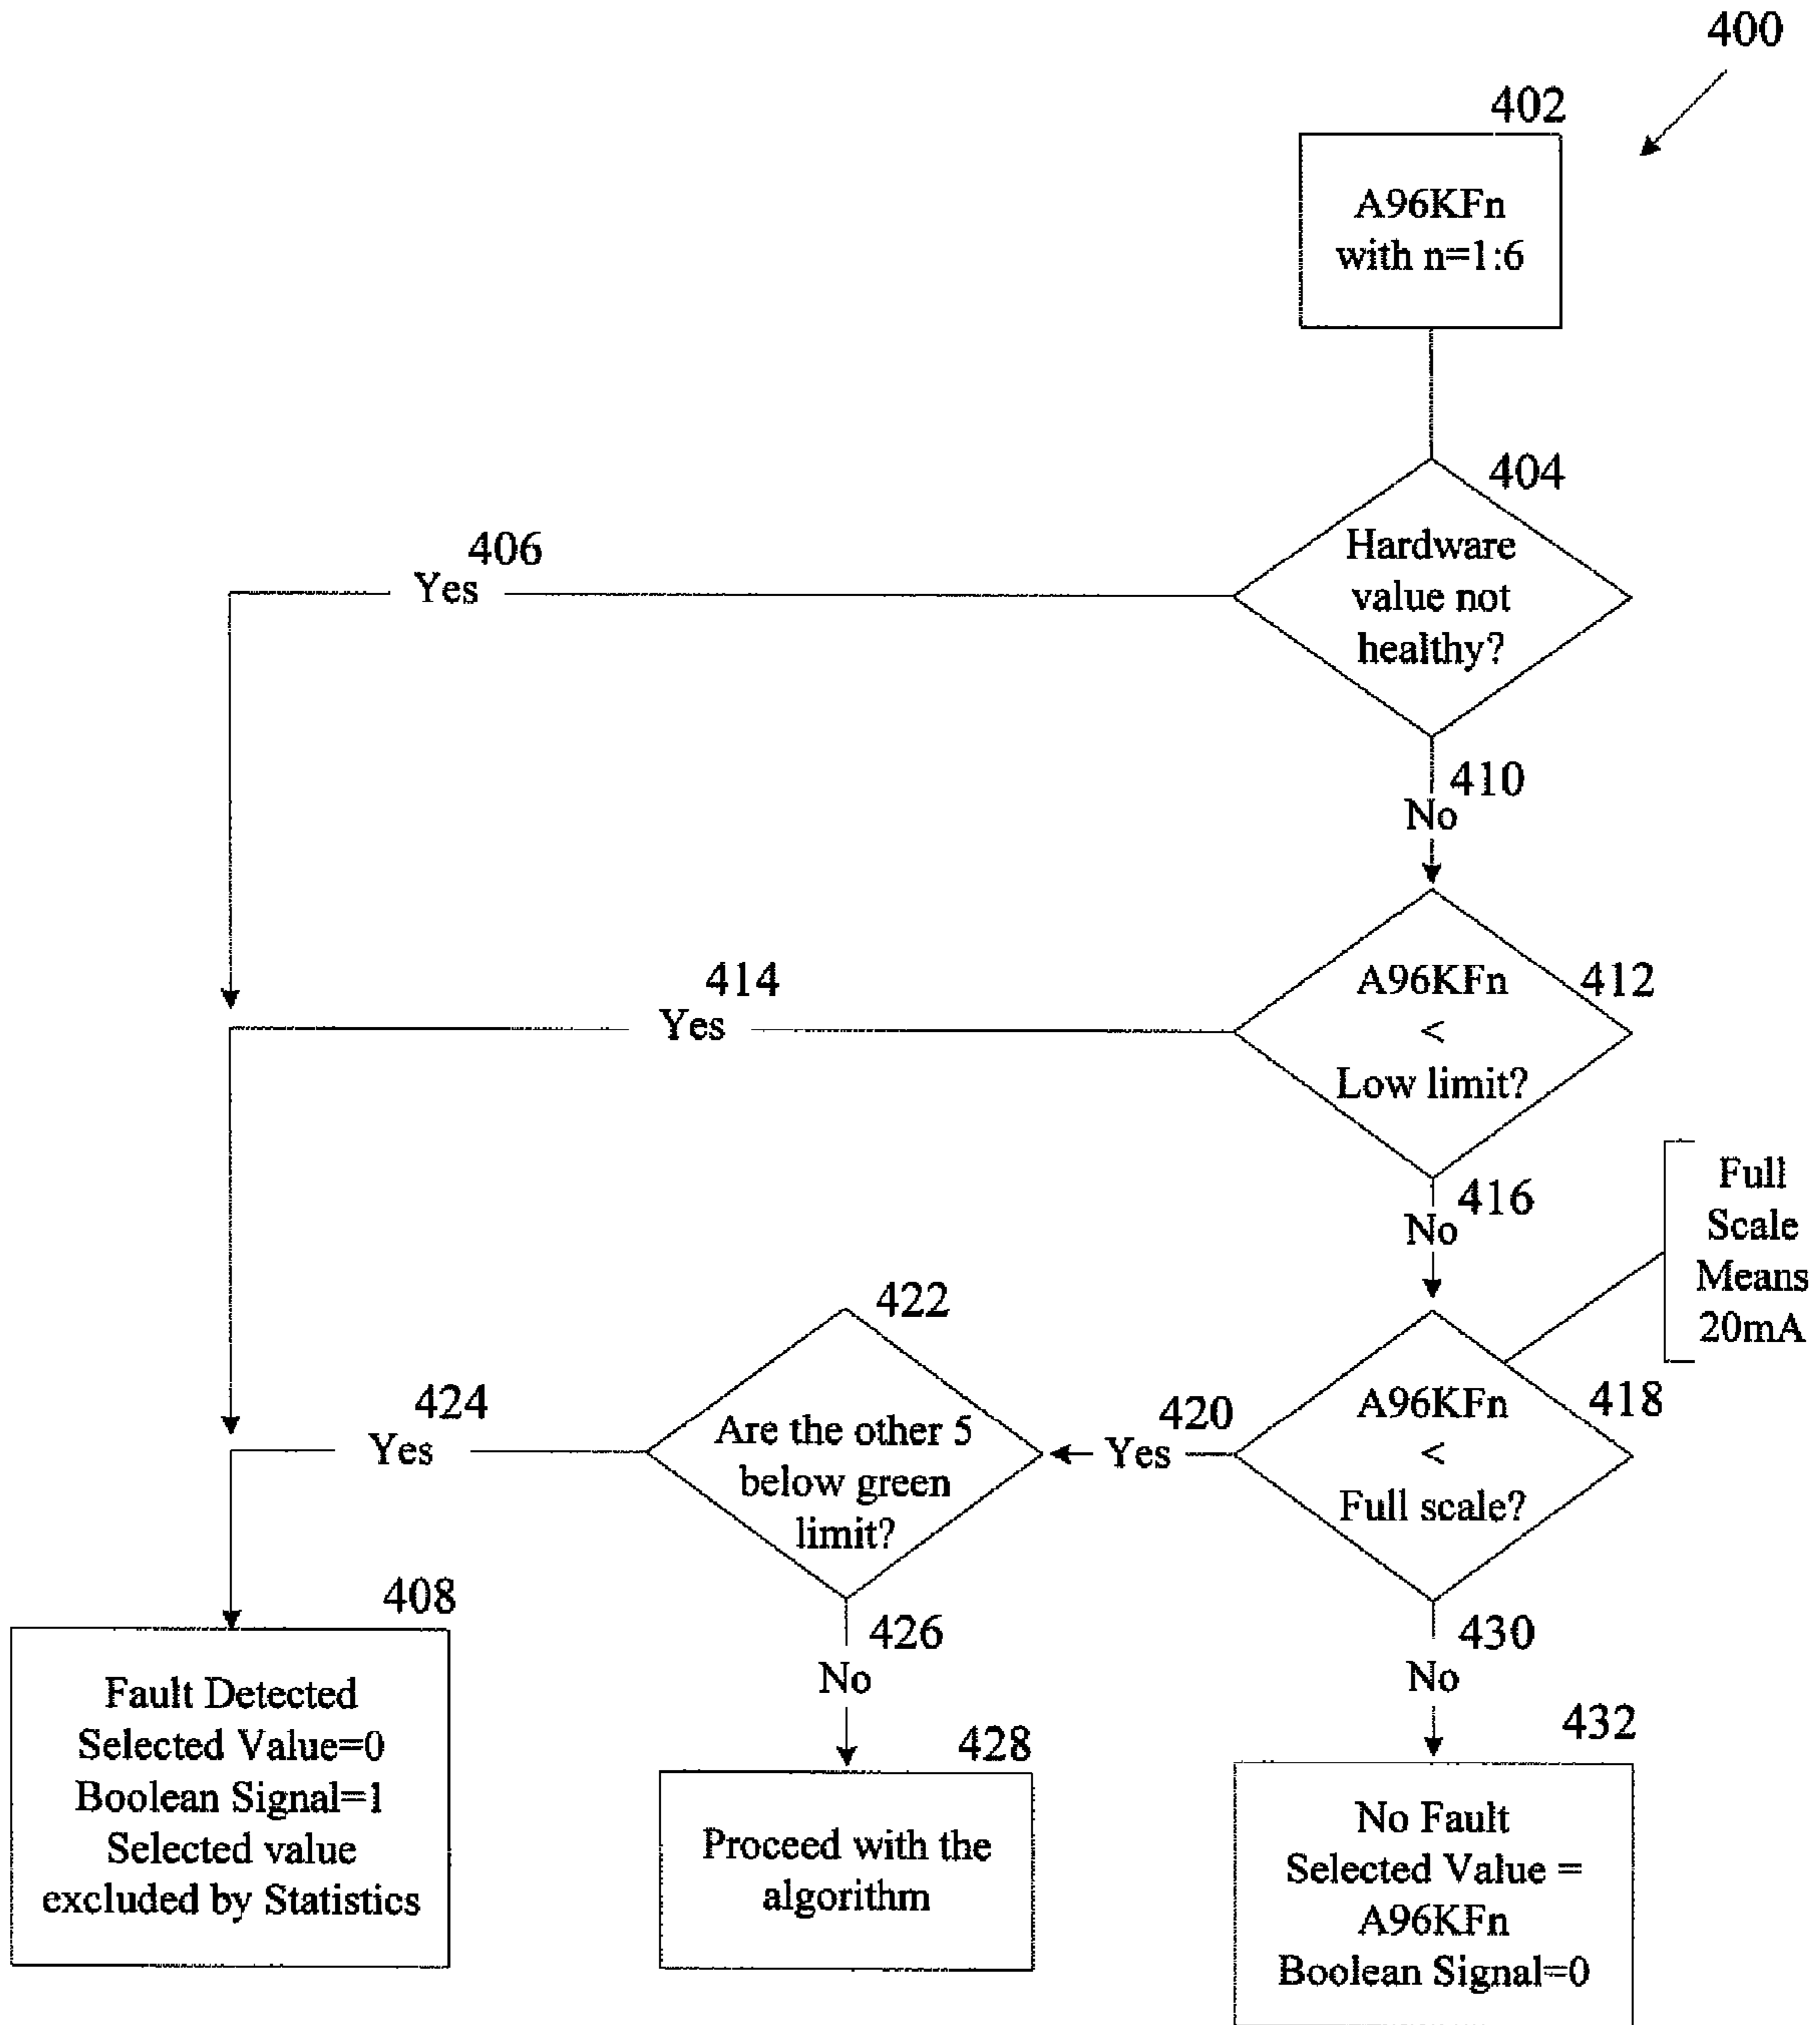 400
402
A96KFn
with n=1:6
404
Hardware
value not
healthy?
406
Yes
410
No
412
A96KFn
<
Low limit?
414
Yes
416
No
Full
Scale
Means
20mA
418
A96KFn
<
Full scale?
420
Yes
422
Are the other 5
below green
limit?
424
Yes
408
Fault Detected
Selected Value=0
Boolean Signal=1
Selected value
excluded by Statistics
426
No
428
Proceed with the
algorithm
430
No
432
No Fault
Selected Value =
A96KFn
Boolean Signal=0